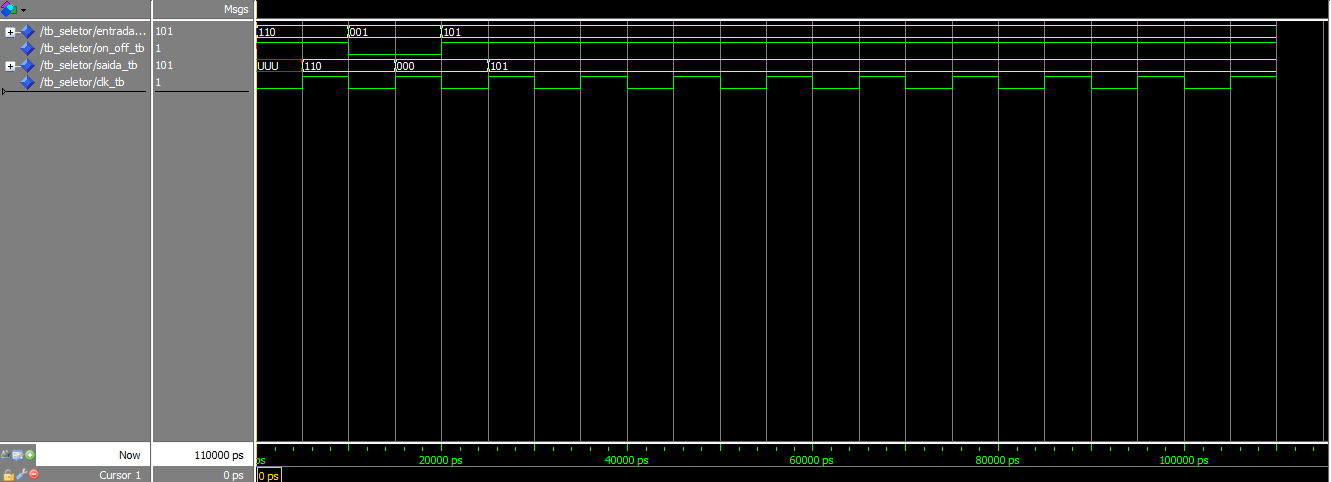 Msgs
/tb_seletor/entrada... 101 110 001 101
/tb_seletor/on_off_tb 1
/tb_seletor/saida_tb 101 UUU 110 000 101
/tb_seletor/clk_tb 1
Now 110000 ps ps 20000 ps 40000 ps 60000 ps 80000 ps 100000 ps
Cursor 1 0 ps 0 ps